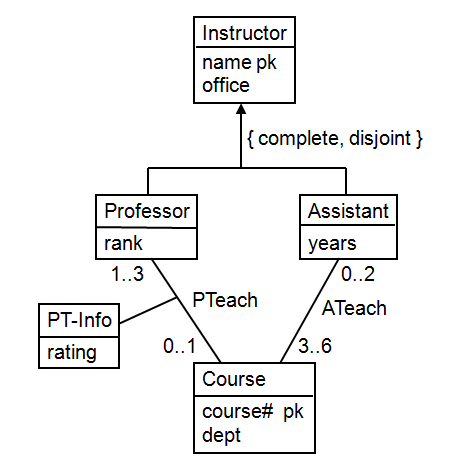 Instructor
name pk
office
{ complete, disjoint }
Professor
rank
Assistant
years
1..3
0..2
PTeach
ATeach
PT-Info
rating
0..1
3..6
Course
course#  pk
dept